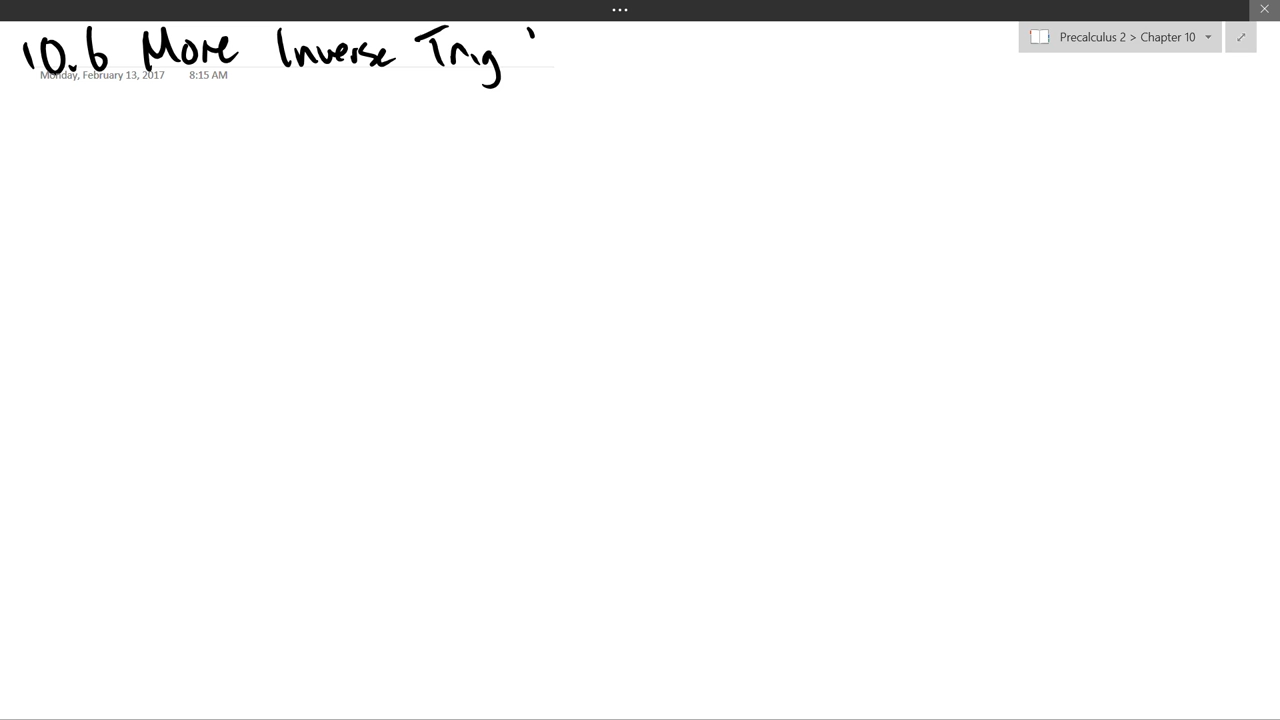 10.6 More Inverse Trig
Monday, February 13, 2017 8:15 AM
Precalculus 2 > Chapter 10